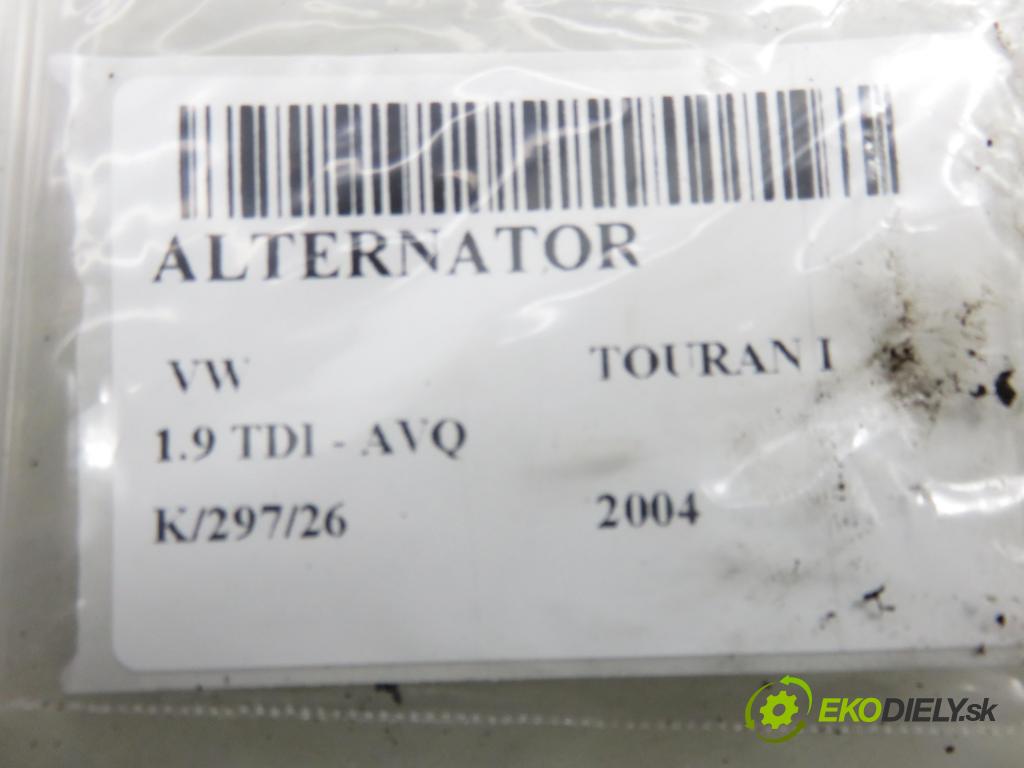 ALTERNATOR
VW TOURAN I
1.9 TDI - AVQ
K/297/26 2004
EKODIELY.sk